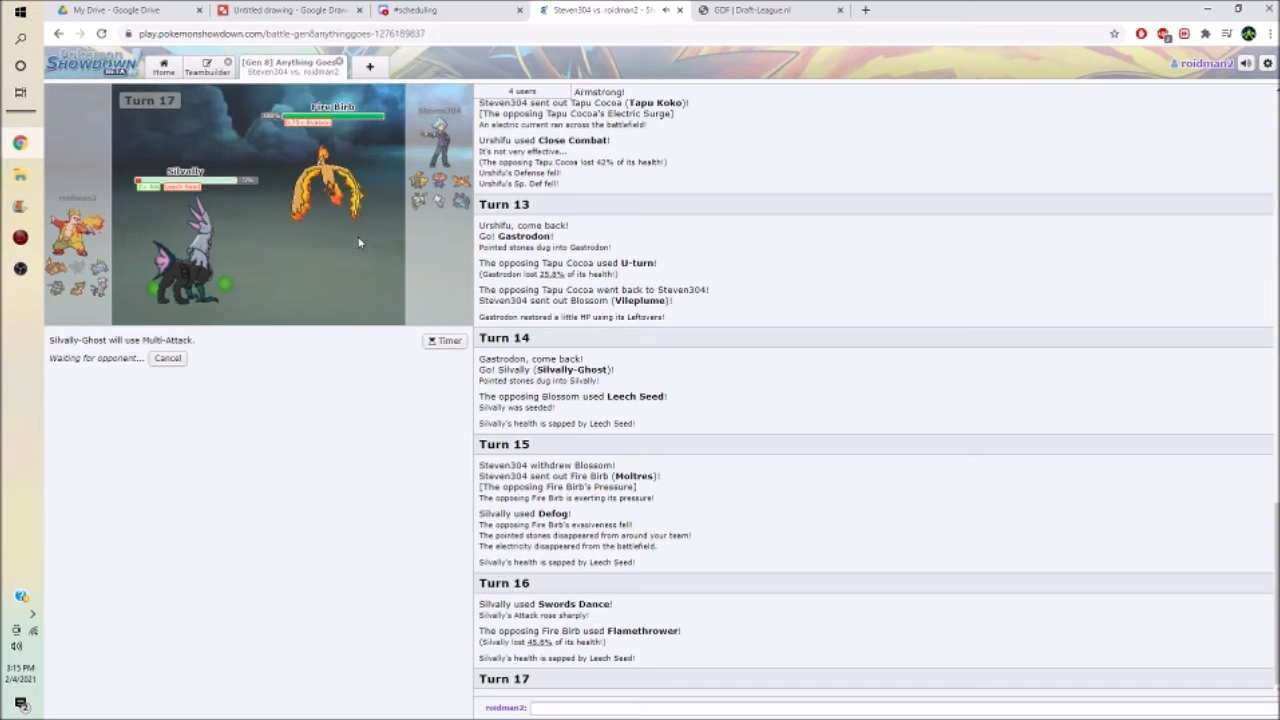 My Drive - Google Drive
Untitled drawing - Google Draw
#scheduling
Steven304 vs. roidman2 - Sh
GDF | Draft-League.nl
play.pokemonshowdown.com/battle-gen8anythinggoes-1276189837
Pokémon
SHOWDOWN
BETA
Home
Teambuilder
[Gen 8] Anything Goes
Steven304 vs. roidman2
roidman2
Turn 17
Fire Birb
100%
Steven304
Silvally
5%
Leech Seed
roidman2
Silvally-Ghost will use Multi-Attack.
Waiting for opponent...
Cancel
Timer
4 users
Armstrong!
Steven304 sent out Tapu Cocoa (Tapu Koko)!
[The opposing Tapu Cocoa's Electric Surge]
An electric current ran across the battlefield!
Urshifu used Close Combat!
It's not very effective...
(The opposing Tapu Cocoa lost 42% of its health!)
Urshifu's Defense fell!
Urshifu's Sp. Def fell!
Turn 13
Urshifu, come back!
Go! Gastrodon!
Pointed stones dug into Gastrodon!
The opposing Tapu Cocoa used U-turn!
(Gastrodon lost 25.8% of its health!)
The opposing Tapu Cocoa went back to Steven304!
Steven304 sent out Blossom (Vileplume)!
Gastrodon restored a little HP using its Leftovers!
Turn 14
Gastrodon, come back!
Go! Silvally (Silvally-Ghost)!
Pointed stones dug into Silvally!
The opposing Blossom used Leech Seed!
Silvally was seeded!
Silvally's health is sapped by Leech Seed!
Turn 15
Steven304 withdrew Blossom!
Steven304 sent out Fire Birb (Moltres)!
[The opposing Fire Birb's Pressure]
The opposing Fire Birb is exerting its pressure!
Silvally used Defog!
The opposing Fire Birb's evasiveness fell!
The pointed stones disappeared from around your team!
The electricity disappeared from the battlefield.
Silvally's health is sapped by Leech Seed!
Turn 16
Silvally used Swords Dance!
Silvally's Attack rose sharply!
The opposing Fire Birb used Flamethrower!
(Silvally lost 45.6% of its health!)
Silvally's health is sapped by Leech Seed!
Turn 17
roidman2:
3:15 PM
2/4/2021